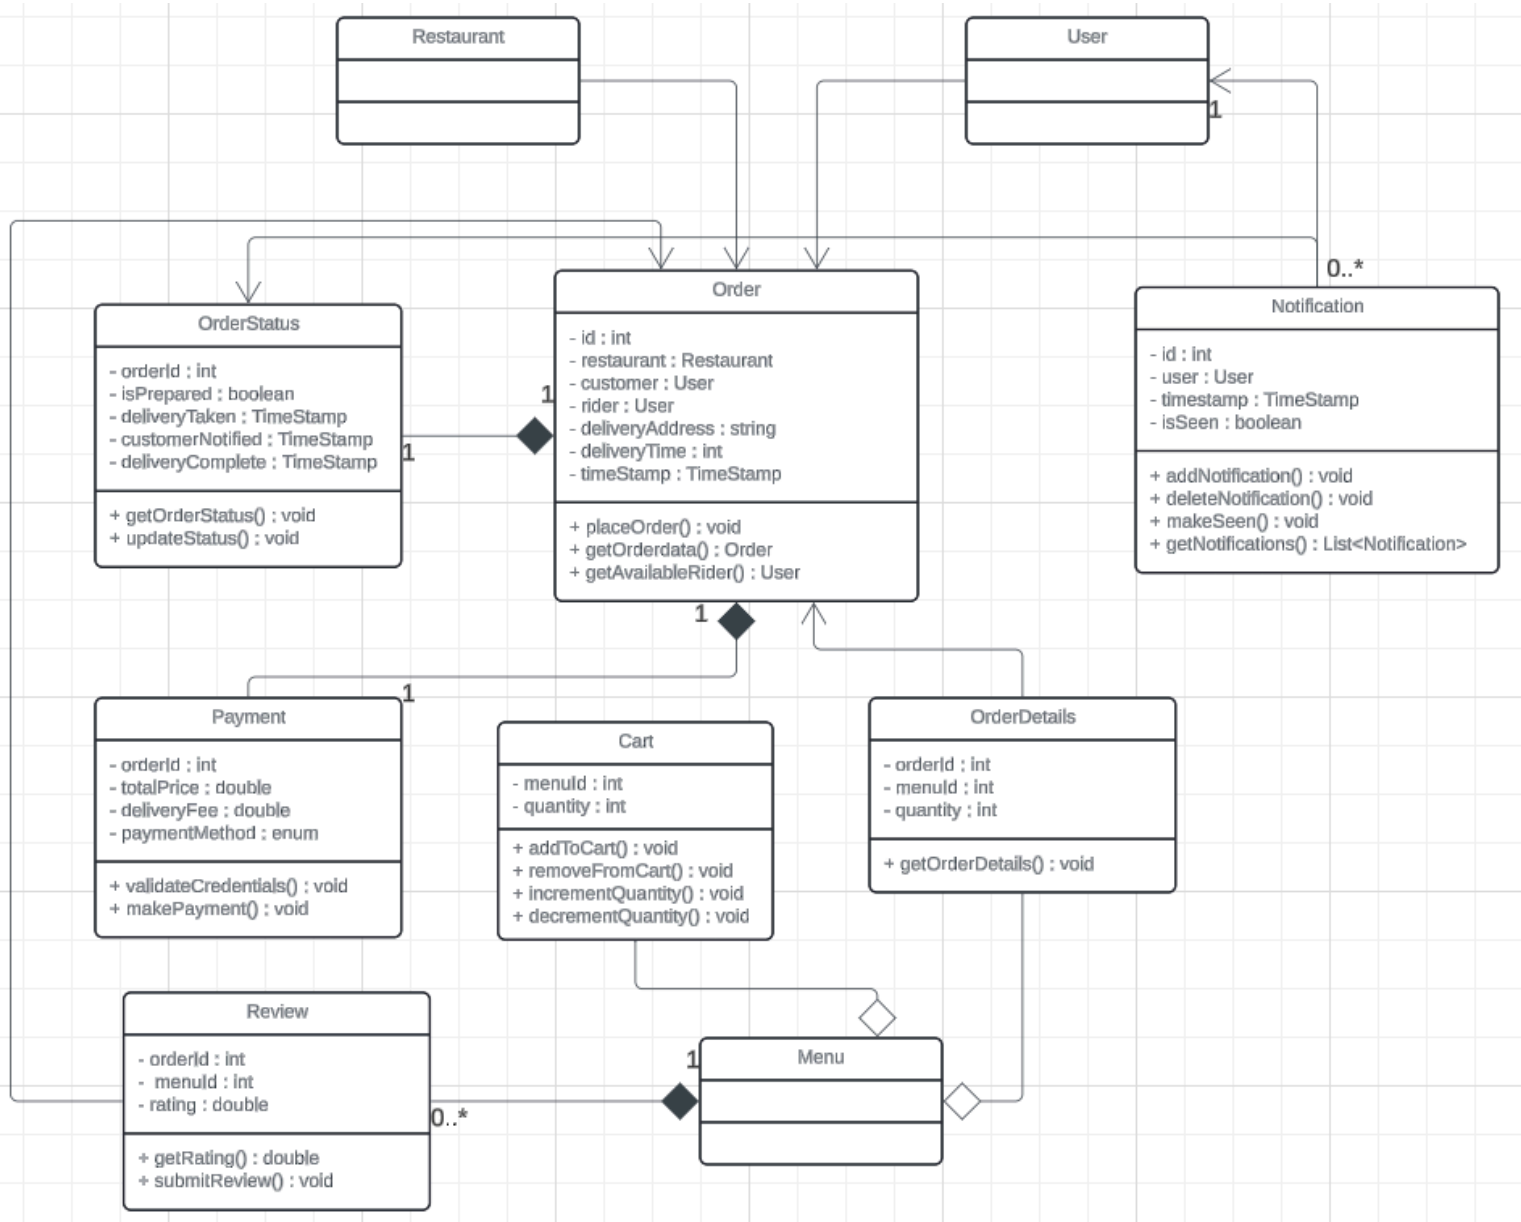 Restaurant
User
1
0..*
OrderStatus
- orderId : int
- isPrepared : boolean
- deliveryTaken : TimeStamp
- customerNotified : TimeStamp
- deliveryComplete : TimeStamp
+ getOrderStatus() : void
+ updateStatus() : void
1
1
Order
- id : int
- restaurant : Restaurant
- customer : User
- rider : User
- deliveryAddress : string
- deliveryTime : int
- timeStamp : TimeStamp
+ placeOrder() : void
+ getOrderdata() : Order
+ getAvailableRider() : User
Notification
- id : int
- user : User
- timestamp : TimeStamp
- isSeen : boolean
+ addNotification() : void
+ deleteNotification() : void
+ makeSeen() : void
+ getNotifications() : List<Notification>
1
1
Payment
- orderId : int
- totalPrice : double
- deliveryFee : double
- paymentMethod : enum
+ validateCredentials() : void
+ makePayment() : void
Cart
- menuId : int
- quantity : int
+ addToCart() : void
+ removeFromCart() : void
+ incrementQuantity() : void
+ decrementQuantity() : void
OrderDetails
- orderId : int
- menuId : int
- quantity : int
+ getOrderDetails() : void
Review
- orderId : int
-  menuId : int
- rating : double
+ getRating() : double
+ submitReview() : void
0..*
1
Menu